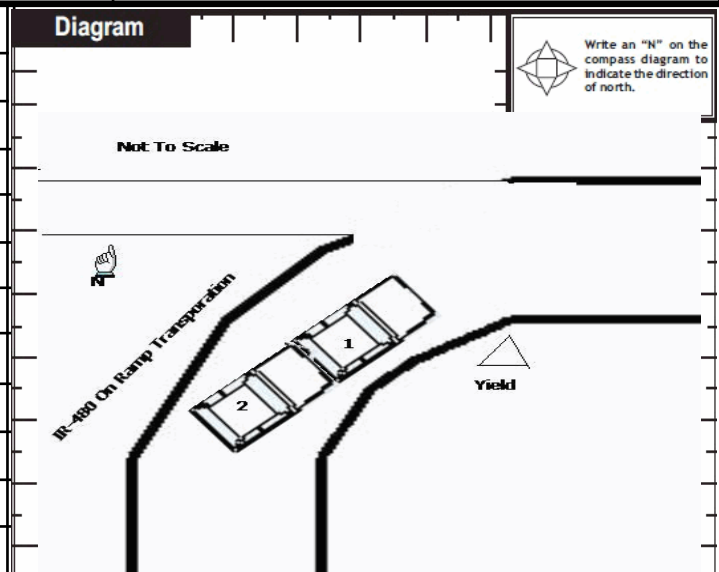 Diagram
Write an “N” on the
compass diagram to
indicate the direction
of north.
Not To Scale
N
IR-480 On Ramp Transporation
1
2
Yield